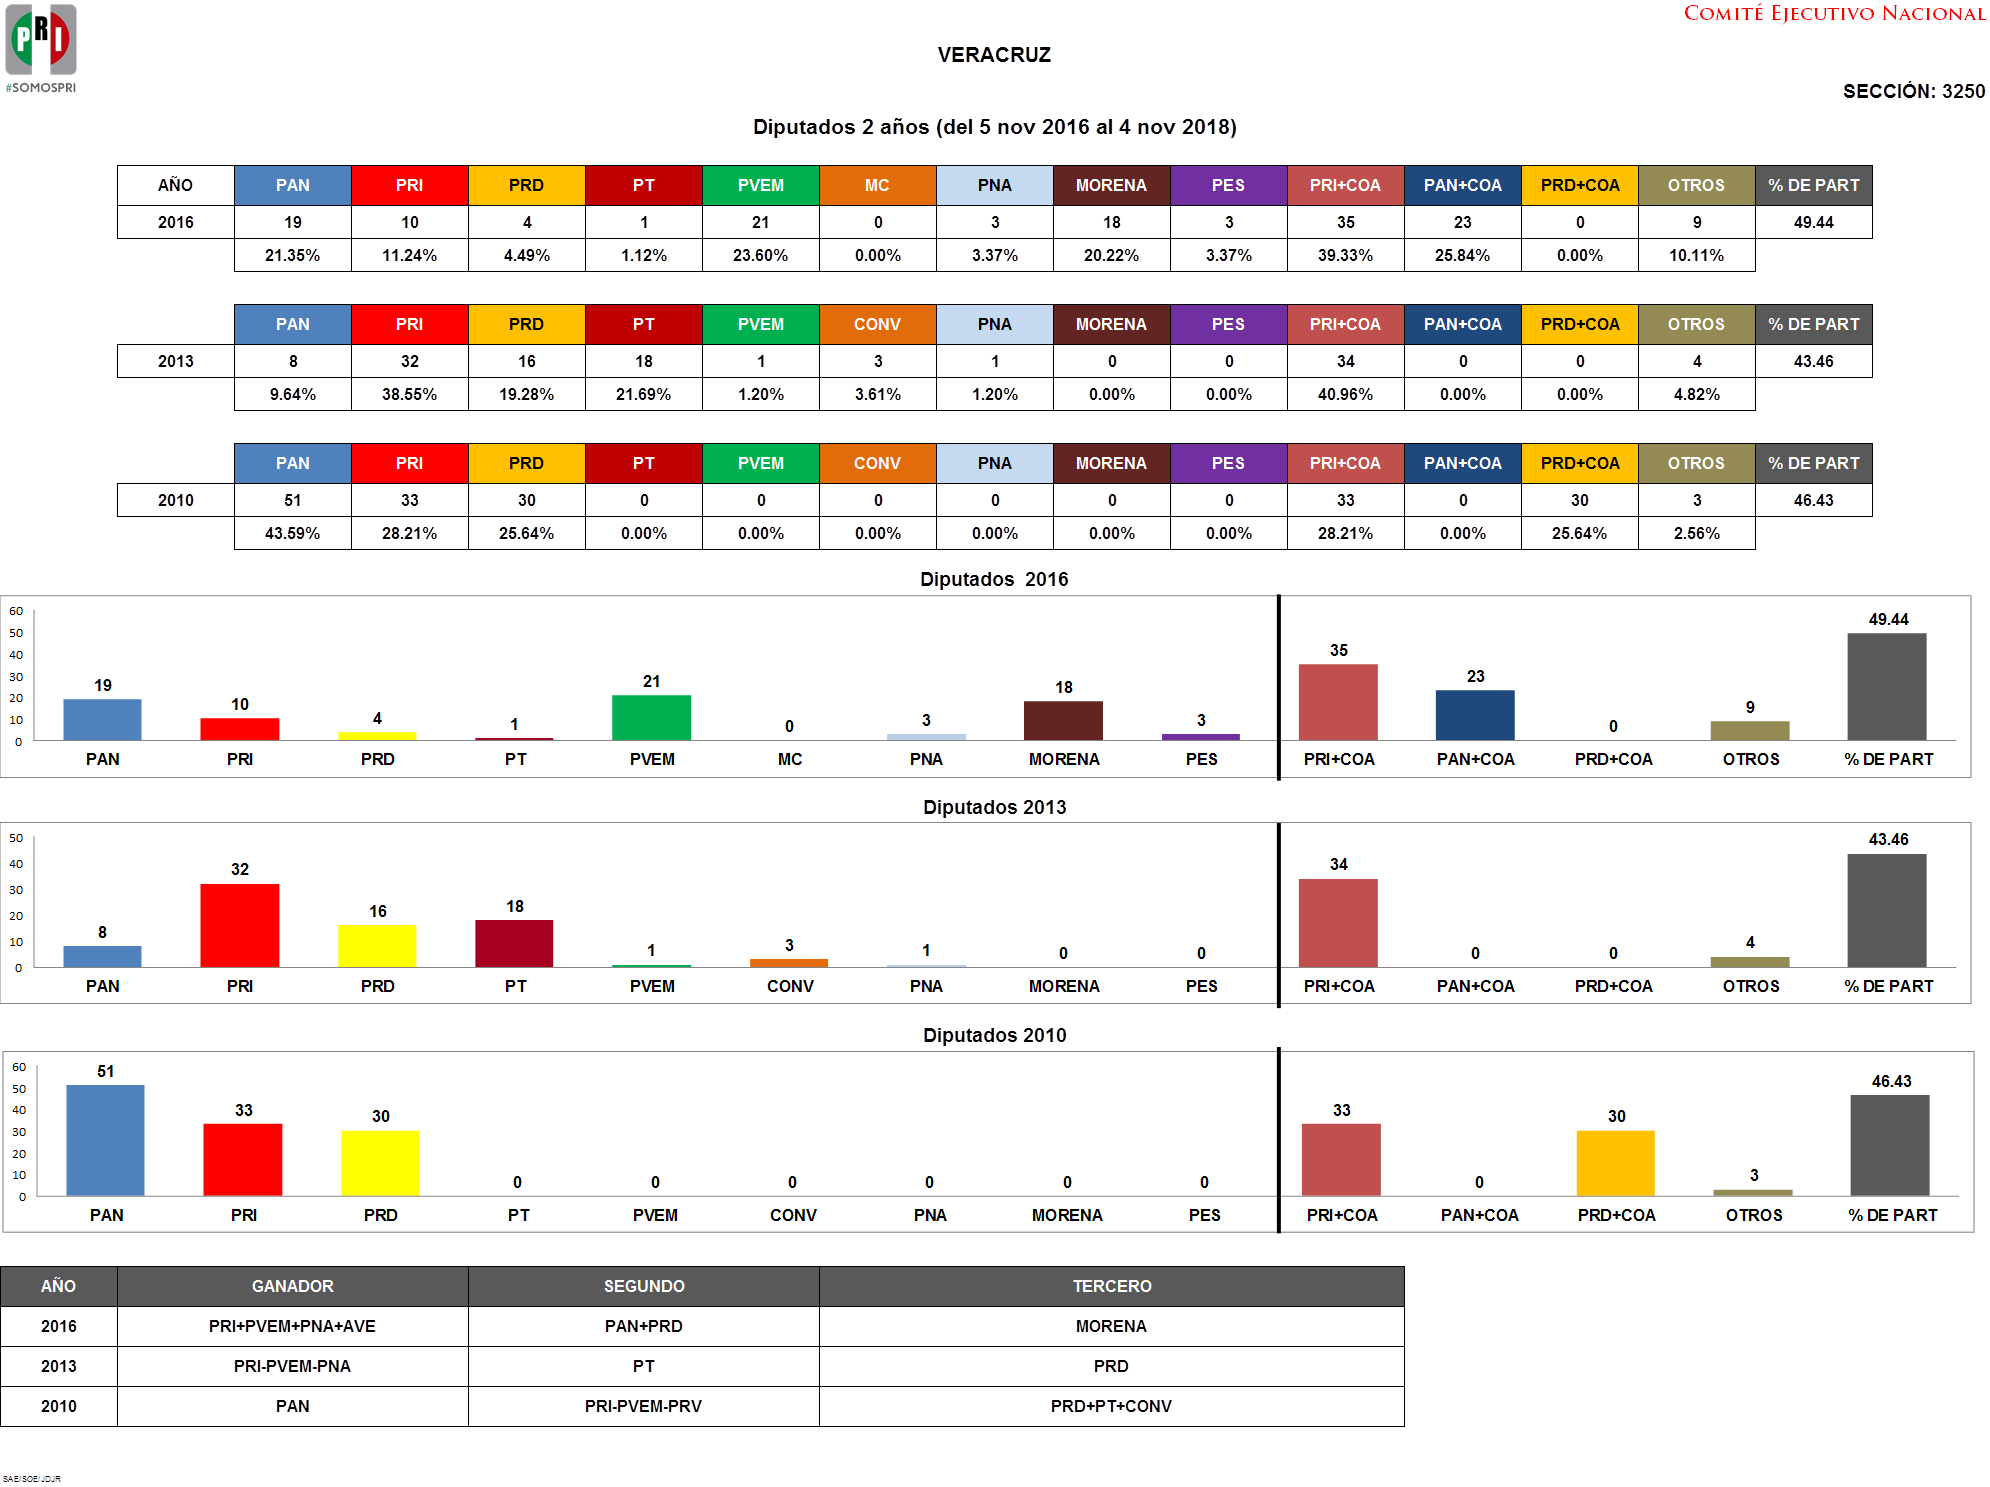 PRI
#SOMOSPRI
COMITÉ EJECUTIVO NACIONAL
VERACRUZ
SECCIÓN: 3250
Diputados 2 años (del 5 nov 2016 al 4 nov 2018)
AÑO PAN PRI PRD PT PVEM MC PNA MORENA PES PRI+COA PAN+COA PRD+COA OTROS % DE PART
2016 19 10 4 1 21 0 3 18 3 35 23 0 9 49.44
21.35% 11.24% 4.49% 1.12% 23.60% 0.00% 3.37% 20.22% 3.37% 39.33% 25.84% 0.00% 10.11%
PAN PRI PRD PT PVEM CONV PNA MORENA PES PRI+COA PAN+COA PRD+COA OTROS % DE PART
2013 8 32 16 18 1 3 1 0 0 34 0 0 4 43.46
9.64% 38.55% 19.28% 21.69% 1.20% 3.61% 1.20% 0.00% 0.00% 40.96% 0.00% 0.00% 4.82%
PAN PRI PRD PT PVEM CONV PNA MORENA PES PRI+COA PAN+COA PRD+COA OTROS % DE PART
2010 51 33 30 0 0 0 0 0 0 33 0 30 3 46.43
43.59% 28.21% 25.64% 0.00% 0.00% 0.00% 0.00% 0.00% 0.00% 28.21% 0.00% 25.64% 2.56%
Diputados 2016
60
50
40
30
20
10
0
19 10 4 1 21 0 3 18 3 35 23 0 9 49.44
PAN PRI PRD PT PVEM MC PNA MORENA PES PRI+COA PAN+COA PRD+COA OTROS % DE PART
Diputados 2013
50
40
30
20
10
0
8 32 16 18 1 3 1 0 0 34 0 0 4 43.46
PAN PRI PRD PT PVEM CONV PNA MORENA PES PRI+COA PAN+COA PRD+COA OTROS % DE PART
Diputados 2010
60
50
40
30
20
10
0
51 33 30 0 0 0 0 0 0 33 0 30 3 46.43
PAN PRI PRD PT PVEM CONV PNA MORENA PES PRI+COA PAN+COA PRD+COA OTROS % DE PART
AÑO GANADOR SEGUNDO TERCERO
2016 PRI+PVEM+PNA+AVE PAN+PRD MORENA
2013 PRI-PVEM-PNA PT PRD
2010 PAN PRI-PVEM-PRV PRD+PT+CONV
SAE/SOE/JDJR